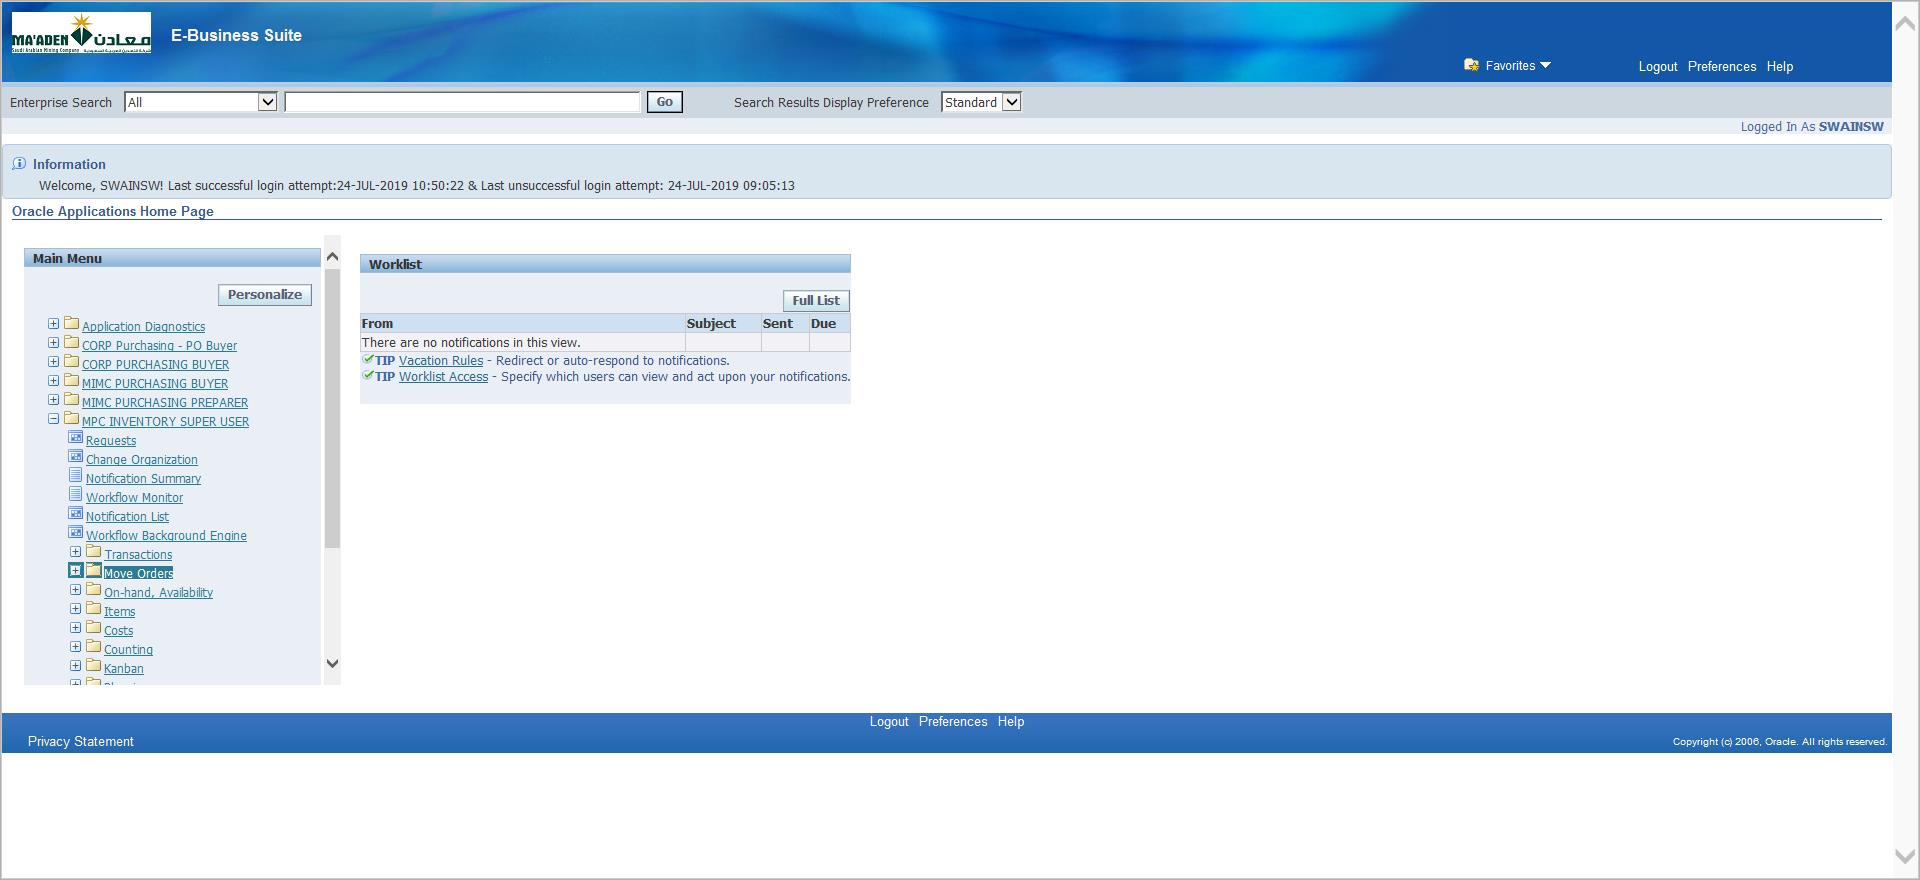 MA'ADEN معادن
Saudi Arabian Mining Company
E-Business Suite
Favorites
Logout Preferences Help
Enterprise Search All Go Search Results Display Preference Standard
Logged In As SWAINSW
Information
Welcome, SWAINSW! Last successful login attempt:24-JUL-2019 10:50:22 & Last unsuccessful login attempt: 24-JUL-2019 09:05:13
Oracle Applications Home Page
Main Menu
Personalize
Application Diagnostics
CORP Purchasing - PO Buyer
CORP PURCHASING BUYER
MIMC PURCHASING BUYER
MIMC PURCHASING PREPARER
MPC INVENTORY SUPER USER
Requests
Change Organization
Notification Summary
Workflow Monitor
Notification List
Workflow Background Engine
Transactions
Move Orders
On-hand, Availability
Items
Costs
Counting
Kanban
Worklist
Full List
From Subject Sent Due
There are no notifications in this view.
TIP Vacation Rules - Redirect or auto-respond to notifications.
TIP Worklist Access - Specify which users can view and act upon your notifications.
Logout Preferences Help
Privacy Statement
Copyright (c) 2006, Oracle. All rights reserved.